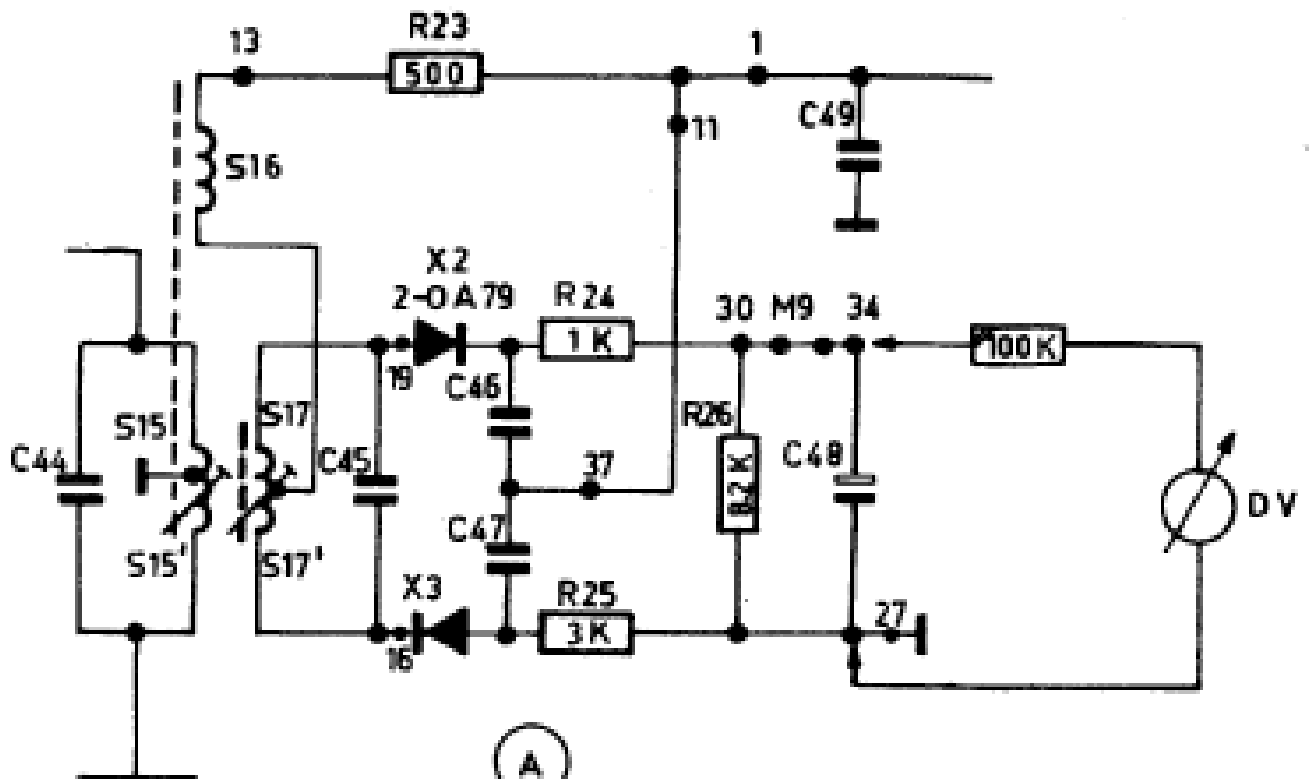 R23
13
1
500
C49
11
S16
X2
2-OA79
R24
30 M9 34
1K
100K
19
C46
S17
S15
R26
C44
C45
37
C48
8.2K
DV
C47
S15'
S17'
X3
R25
27
3K
16
A